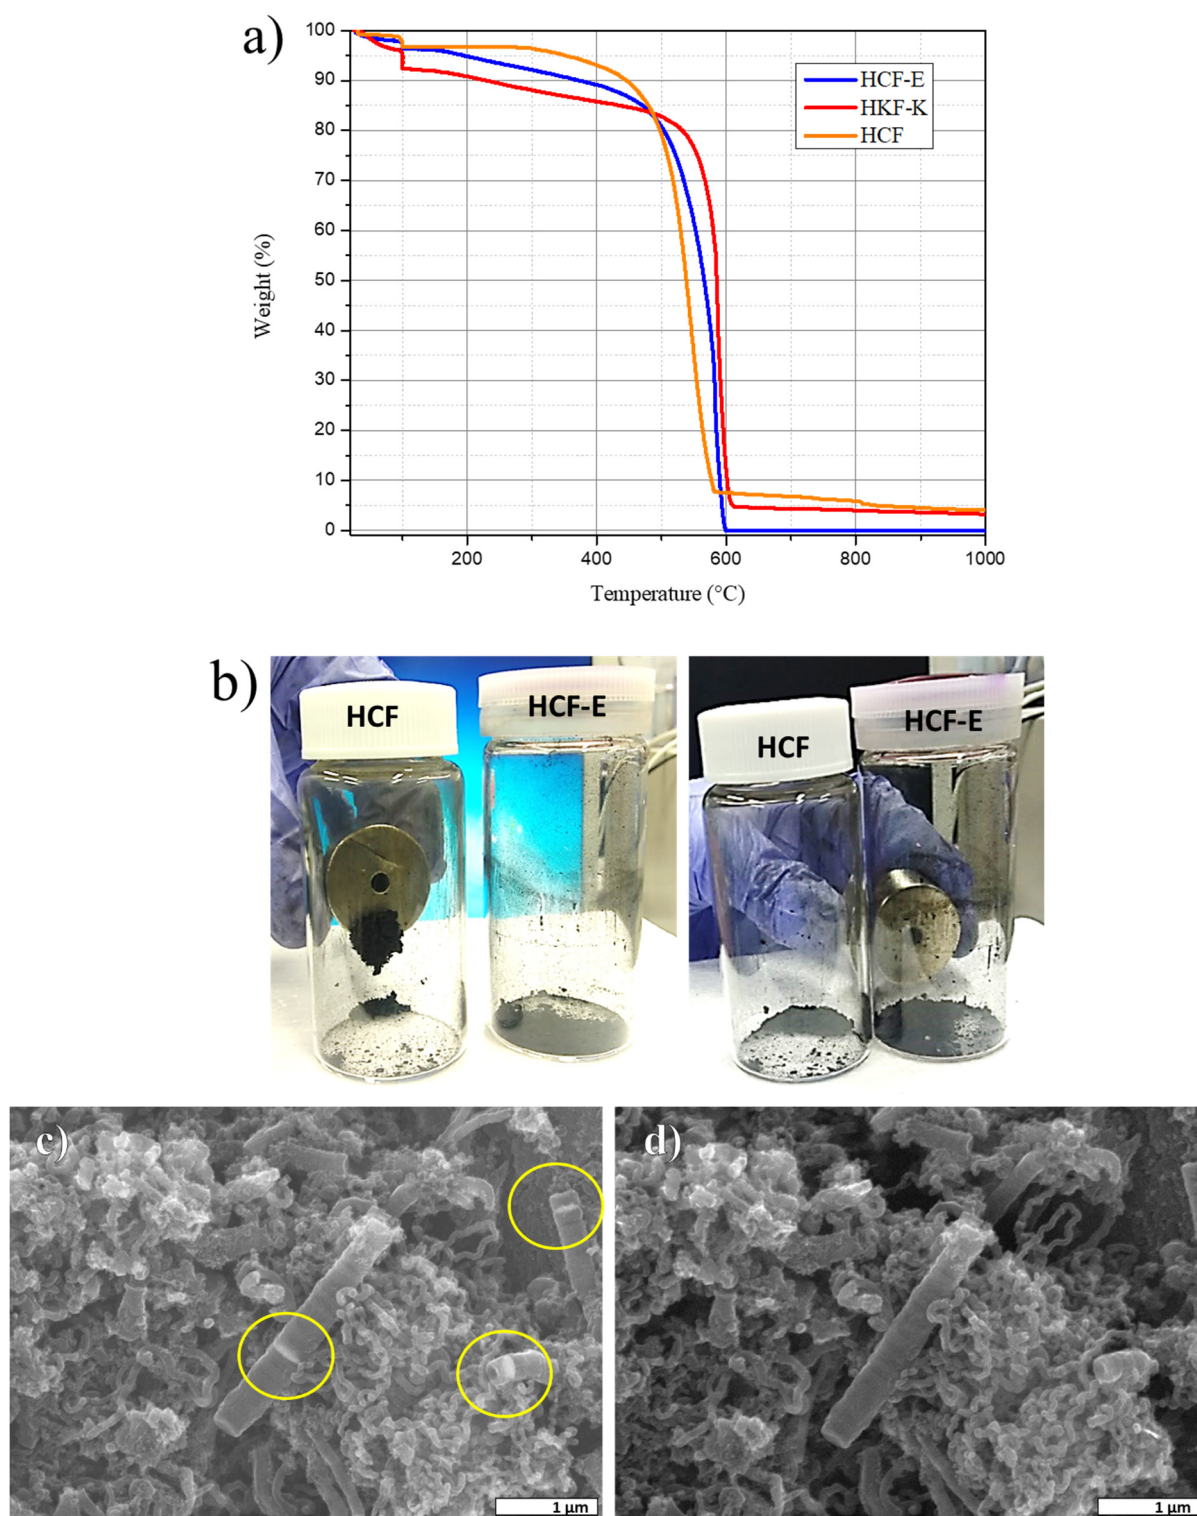 a)
100
90
80
70
60
50
40
30
20
10
0
Weight (%)
HCF-E
HKF-K
HCF
200
400
600
800
1000
Temperature (°C)
b)
HCF
HCF-E
HCF
HCF-E
c)
1 μm
d)
1 μm